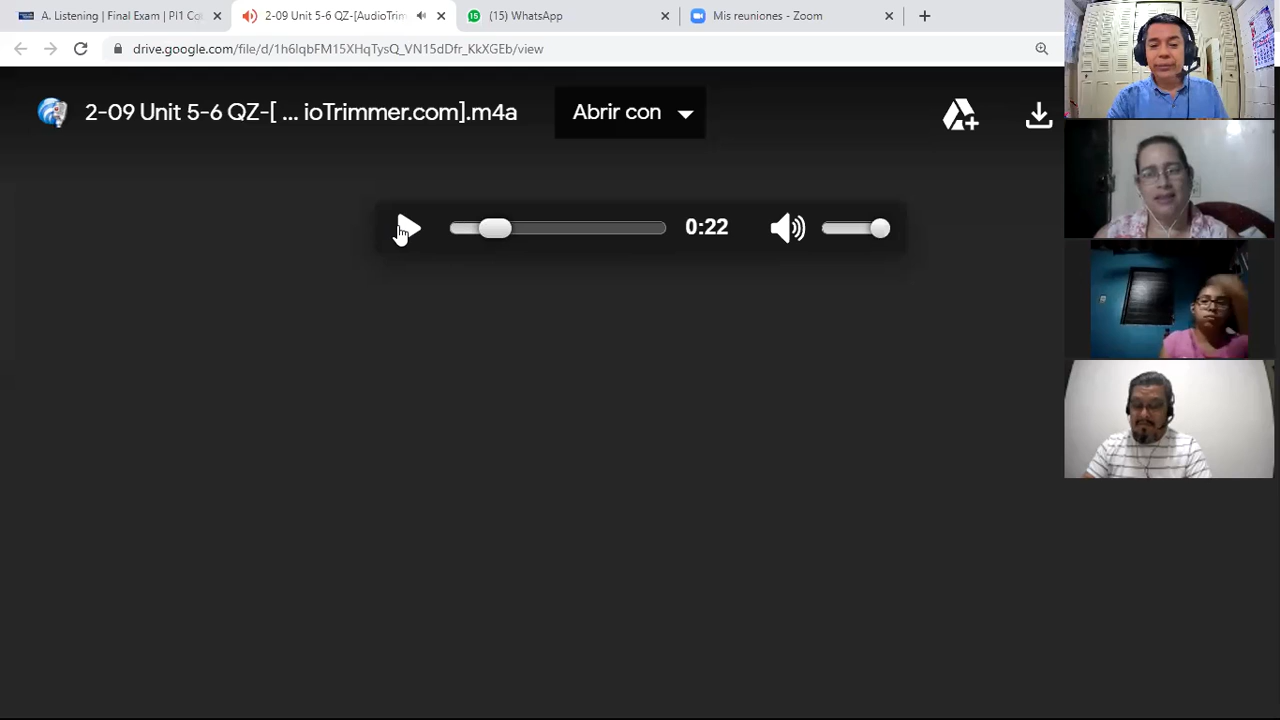 A. Listening | Final Exam | PI1 Co
2-09 Unit 5-6 QZ-[AudioTrim
(15) WhatsApp
Mis reuniones - Zoom
15
drive.google.com/file/d/1h6lqbFM15XHqTysQ_VN15dDfr_KkXGEb/view
2-09 Unit 5-6 QZ-[ ... ioTrimmer.com].m4a
Abrir con
0:22